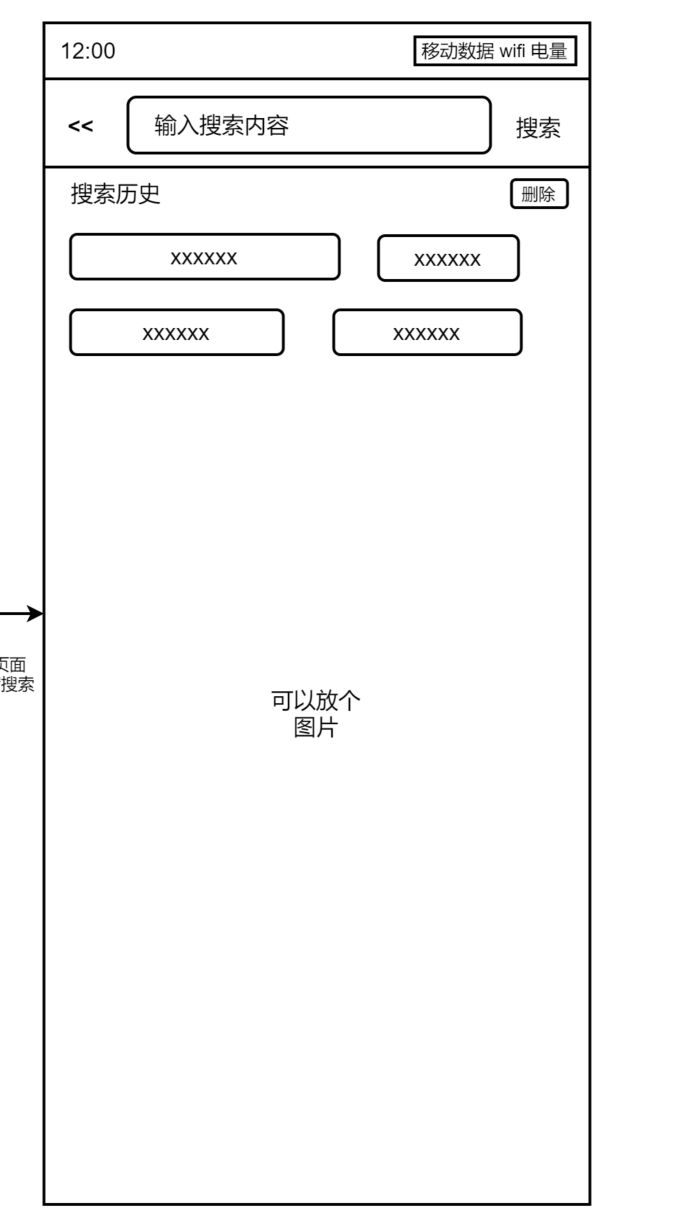 12:00
移动数据 wifi 电量
<<
输入搜索内容
搜索
搜索历史
删除
xxxxxx
xxxxxx
xxxxxx
xxxxxx
页面
搜索
可以放个
图片